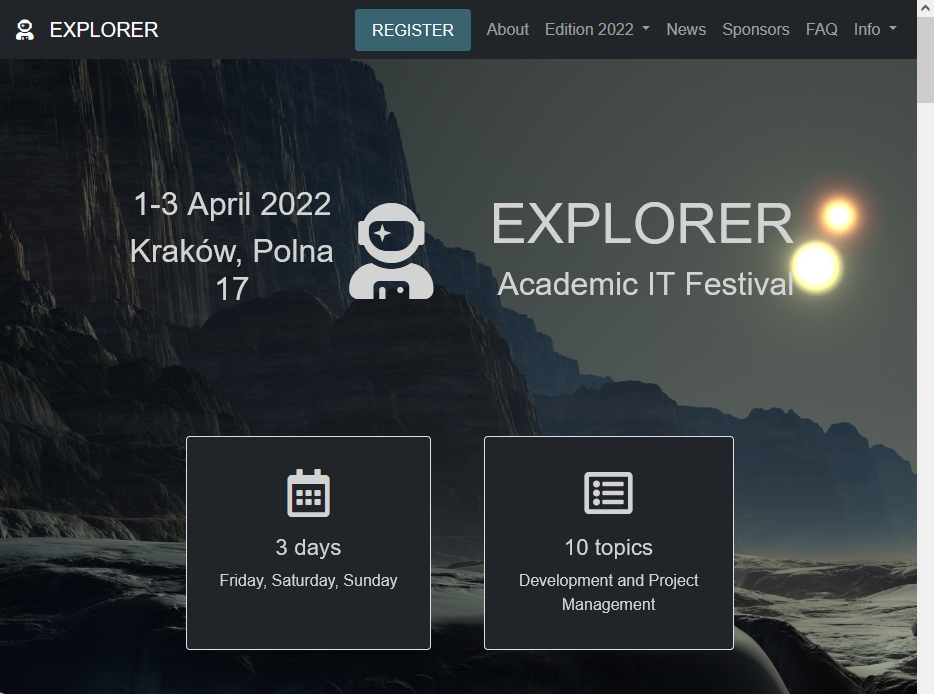 EXPLORER
REGISTER
About
Edition 2022
News
Sponsors
FAQ
Info
1-3 April 2022
Kraków, Polna
17
EXPLORER
Academic IT Festival
3 days
Friday, Saturday, Sunday
10 topics
Development and Project
Management